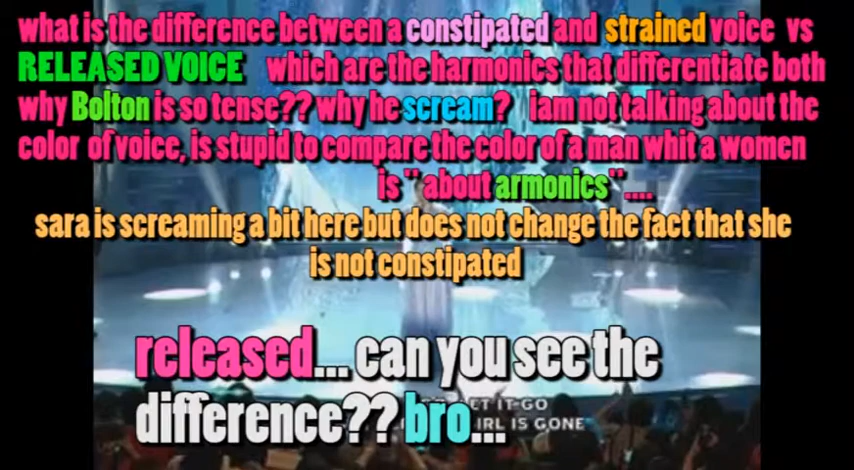 what is the difference between a constipated and strained voice vs
RELEASED VOICE which are the harmonics that differentiate both
why Bolton is so tense?? why he scream? iam not talking about the
color of voice, is stupid to compare the color of a man whit a women
is "about armonics"....
sara is screaming a bit here but does not change the fact that she
is not constipated
released... can you see the
difference?? bro...
ET IT GO
IRL IS GONE